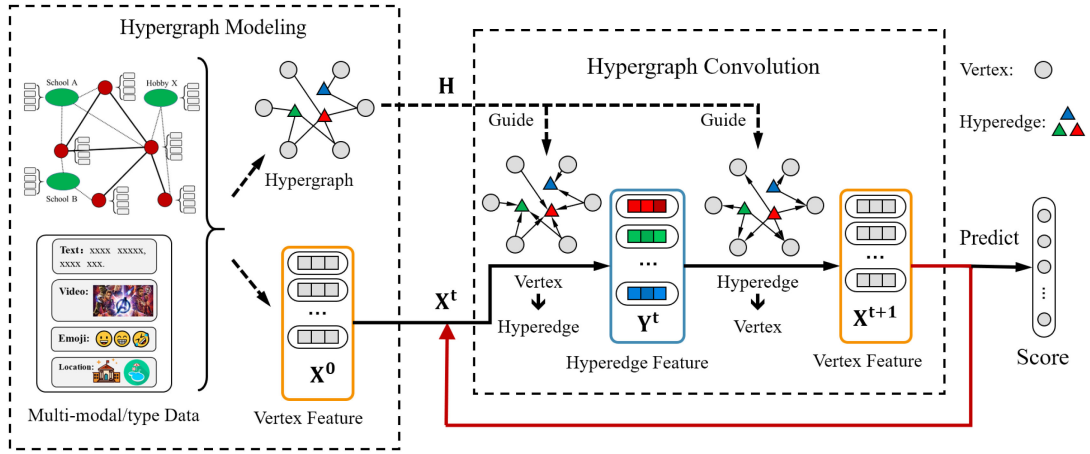 Hypergraph Modeling
School A
Hobby X
School B
Hypergraph
Text: xxxx xxxxx,
xxxx xxx.
Video:
Emoji:
Location:
Multi-modal/type Data
...
X⁰
Vertex Feature
H
Xᵗ
Hypergraph Convolution
Guide
Guide
Vertex
Hyperedge
...
Yᵗ
Hyperedge Feature
Hyperedge
Vertex
...
Xᵗ⁺¹
Vertex Feature
Vertex:
Hyperedge:
Predict
...
Score